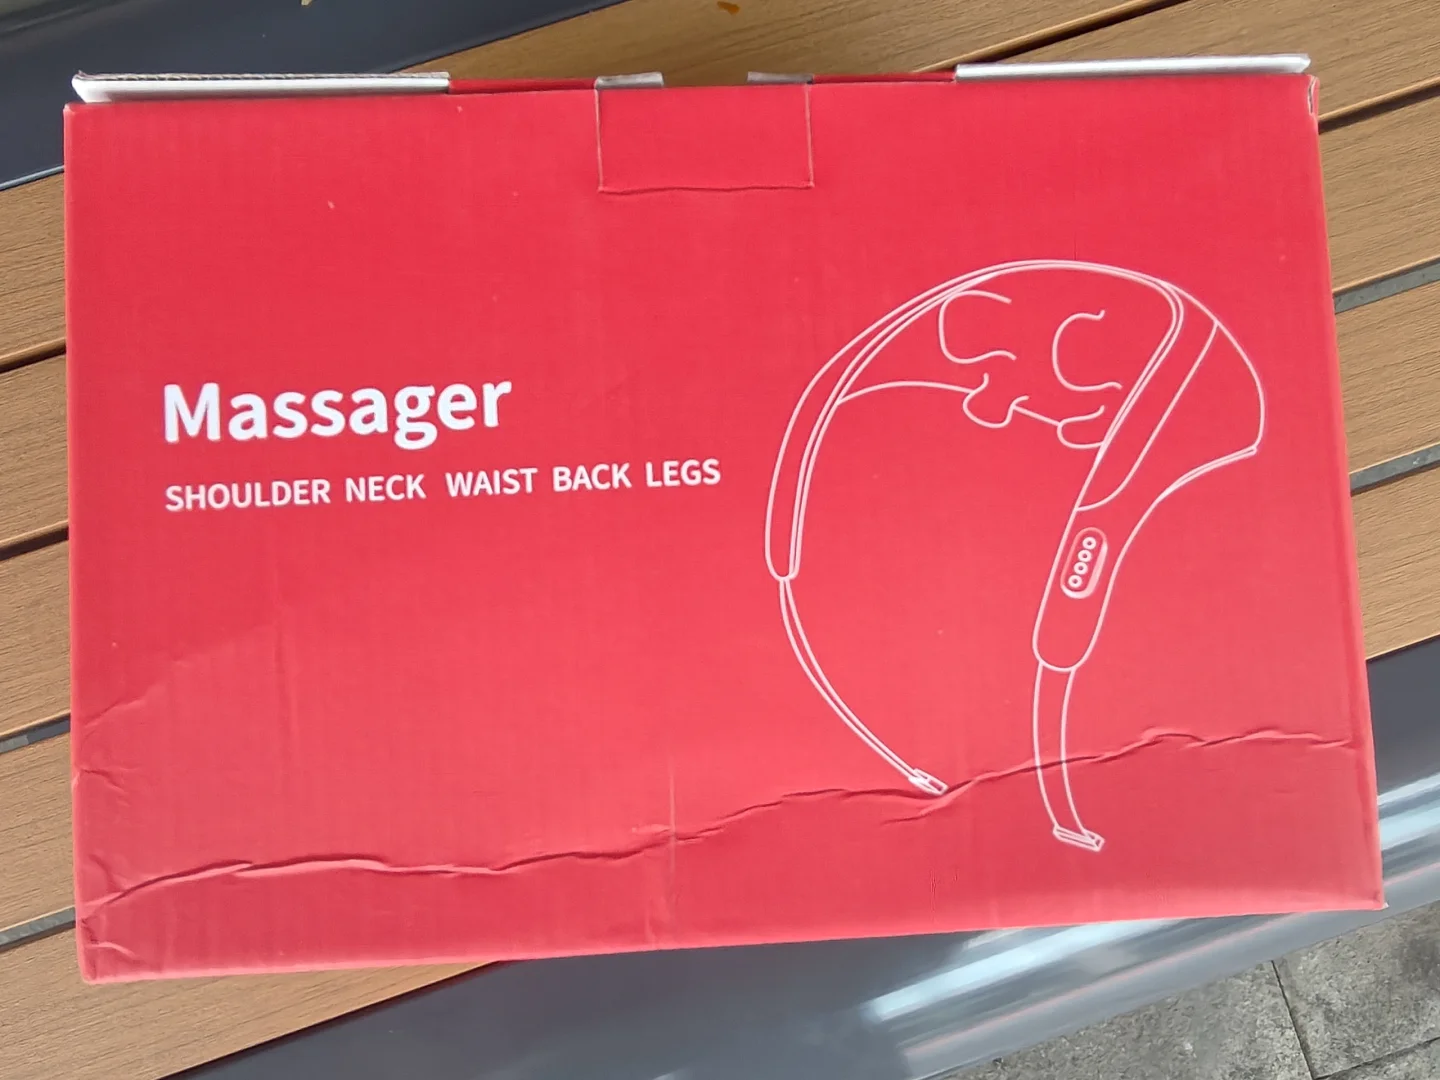 Massager
SHOULDER NECK WAIST BACK LEGS